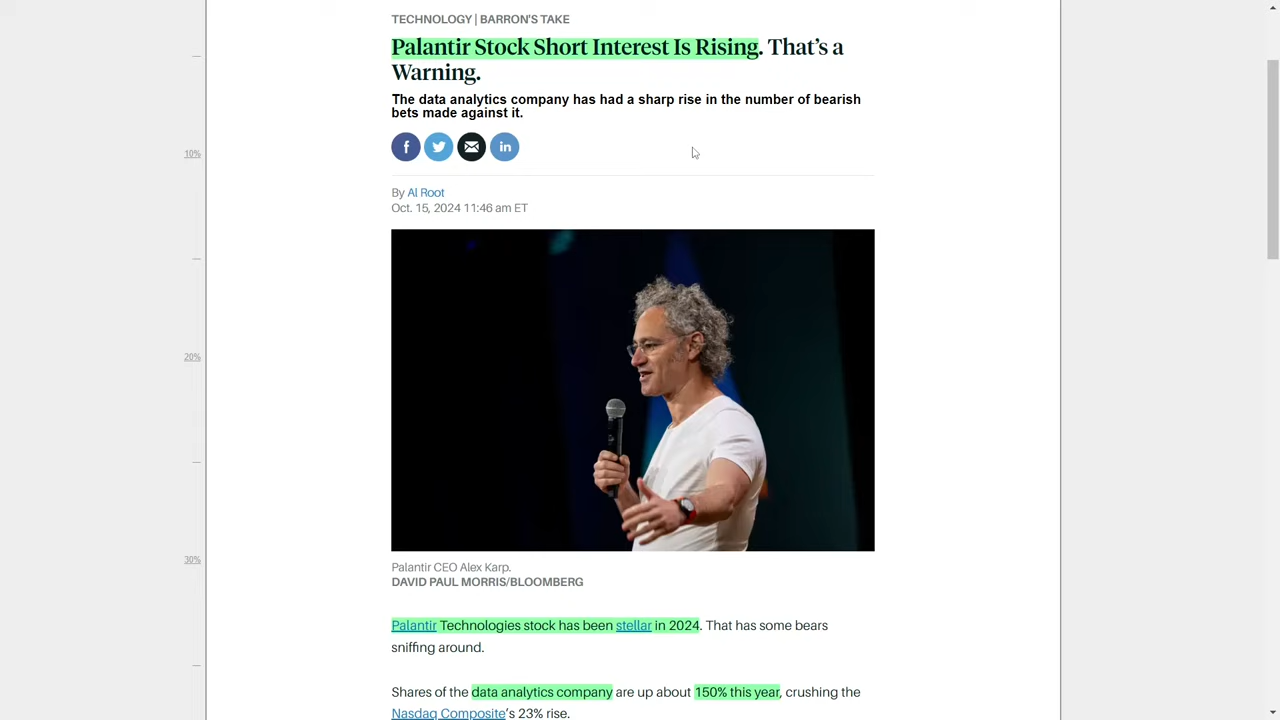 TECHNOLOGY | BARRON'S TAKE
Palantir Stock Short Interest Is Rising. That’s a
Warning.
The data analytics company has had a sharp rise in the number of bearish
bets made against it.
f
in
By Al Root
Oct. 15, 2024 11:46 am ET
10%
20%
30%
Palantir CEO Alex Karp.
DAVID PAUL MORRIS/BLOOMBERG
Palantir Technologies stock has been stellar in 2024. That has some bears
sniffing around.
Shares of the data analytics company are up about 150% this year, crushing the
Nasdaq Composite’s 23% rise.